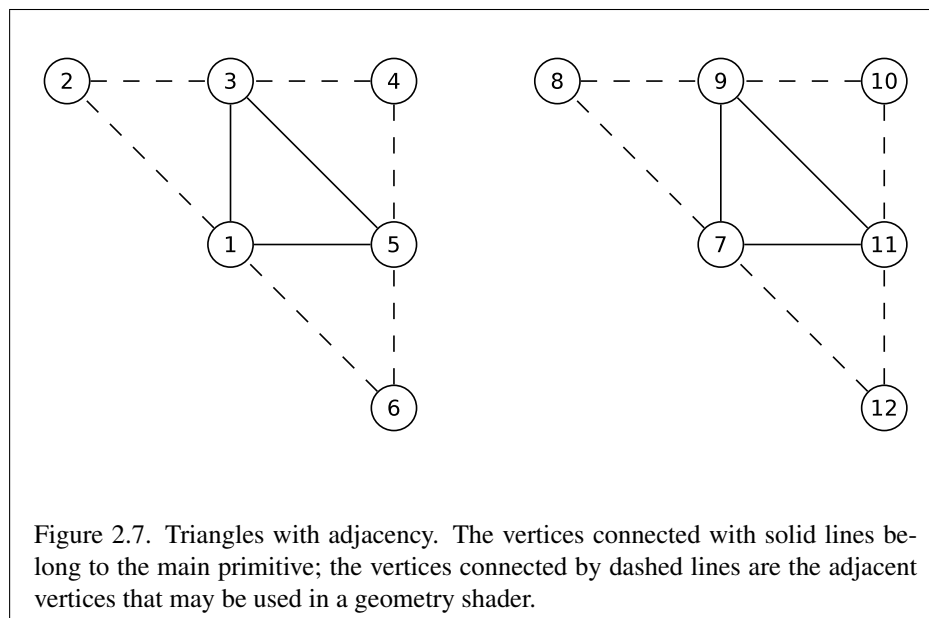 2 3 4 8 9 10
1 5 7 11
6 12
Figure 2.7. Triangles with adjacency. The vertices connected with solid lines be-
long to the main primitive; the vertices connected by dashed lines are the adjacent
vertices that may be used in a geometry shader.